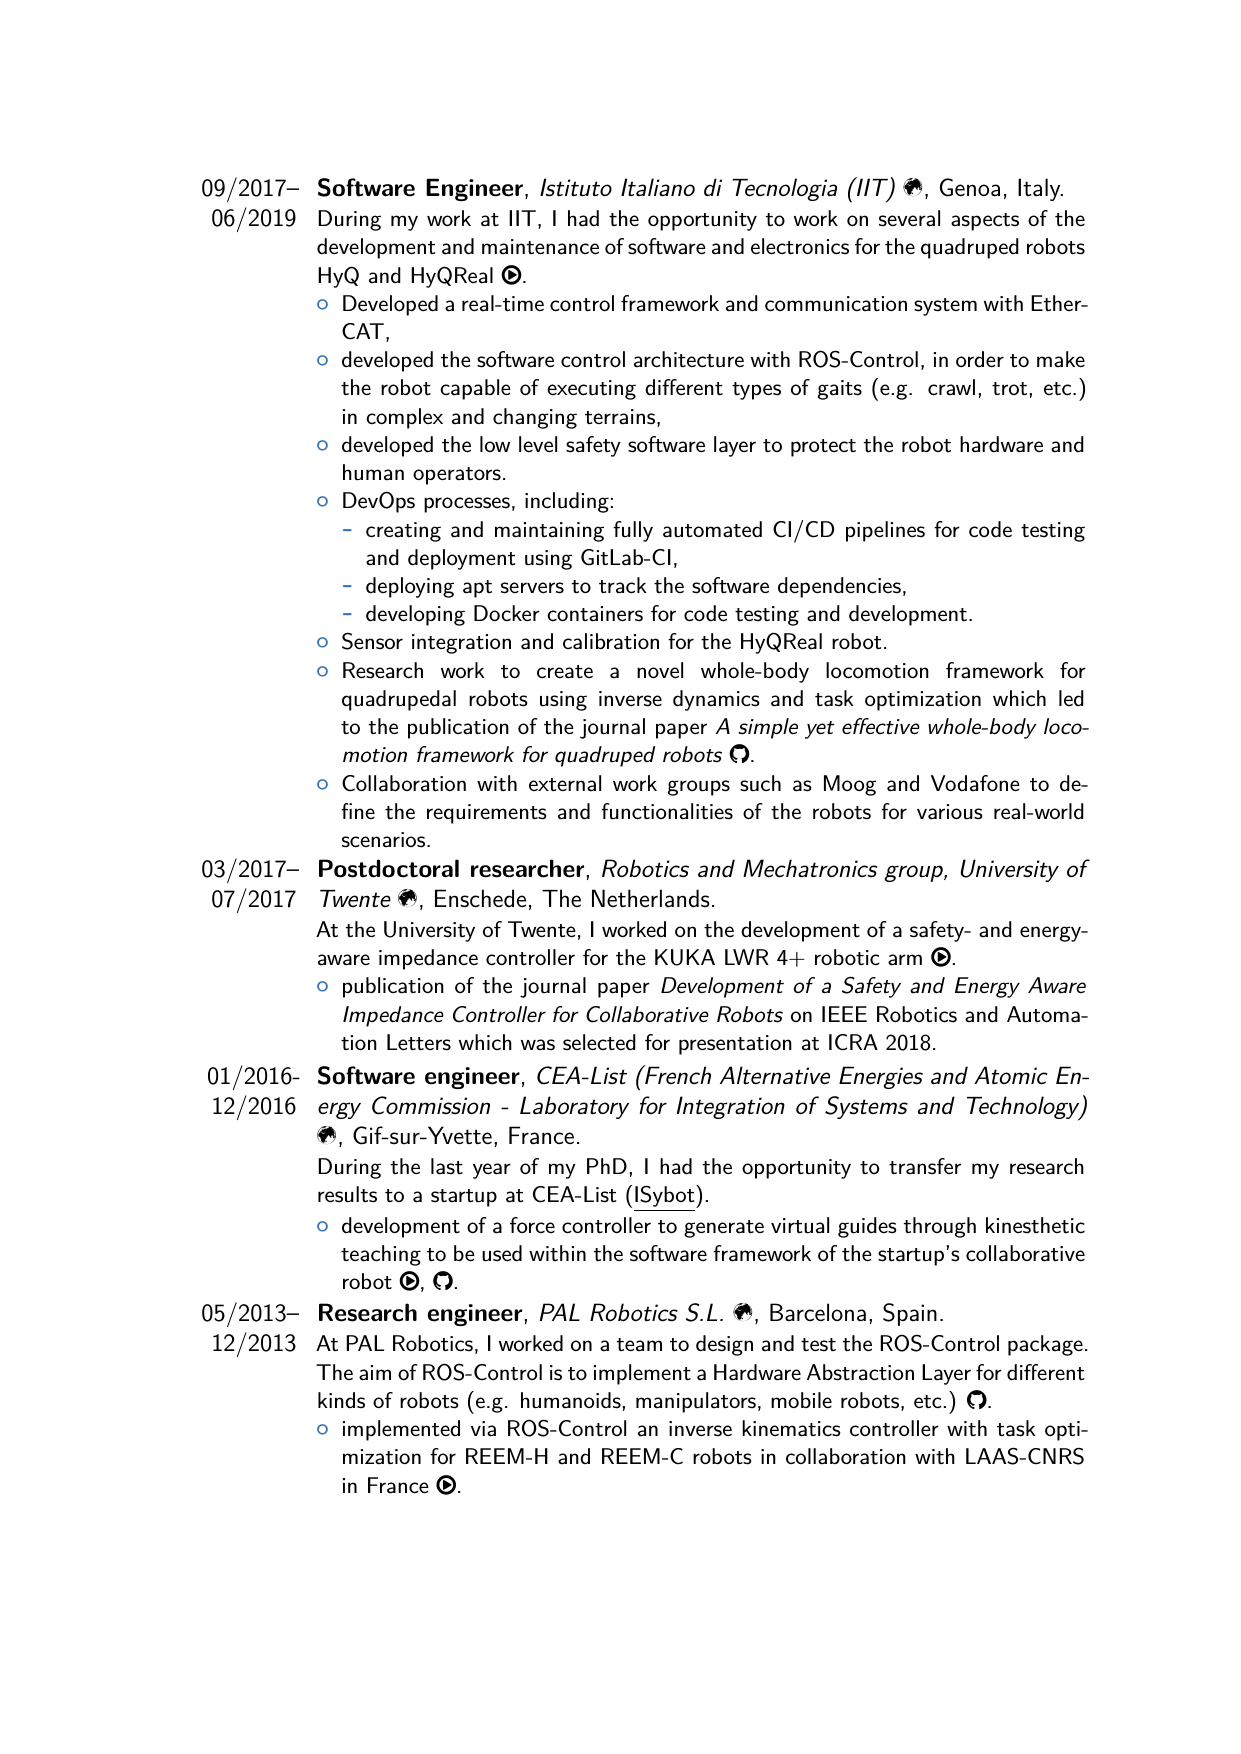 09/2017– Software Engineer, Istituto Italiano di Tecnologia (IIT) , Genoa, Italy.
06/2019 During my work at IIT, I had the opportunity to work on several aspects of the
development and maintenance of software and electronics for the quadruped robots
HyQ and HyQReal .
Developed a real-time control framework and communication system with Ether-
CAT,
developed the software control architecture with ROS-Control, in order to make
the robot capable of executing different types of gaits (e.g. crawl, trot, etc.)
in complex and changing terrains,
developed the low level safety software layer to protect the robot hardware and
human operators.
DevOps processes, including:
– creating and maintaining fully automated CI/CD pipelines for code testing
and deployment using GitLab-CI,
– deploying apt servers to track the software dependencies,
– developing Docker containers for code testing and development.
Sensor integration and calibration for the HyQReal robot.
Research work to create a novel whole-body locomotion framework for
quadrupedal robots using inverse dynamics and task optimization which led
to the publication of the journal paper A simple yet effective whole-body loco-
motion framework for quadruped robots .
Collaboration with external work groups such as Moog and Vodafone to de-
fine the requirements and functionalities of the robots for various real-world
scenarios.
03/2017– Postdoctoral researcher, Robotics and Mechatronics group, University of
07/2017 Twente , Enschede, The Netherlands.
At the University of Twente, I worked on the development of a safety- and energy-
aware impedance controller for the KUKA LWR 4+ robotic arm .
publication of the journal paper Development of a Safety and Energy Aware
Impedance Controller for Collaborative Robots on IEEE Robotics and Automa-
tion Letters which was selected for presentation at ICRA 2018.
01/2016- Software engineer, CEA-List (French Alternative Energies and Atomic En-
12/2016 ergy Commission - Laboratory for Integration of Systems and Technology)
, Gif-sur-Yvette, France.
During the last year of my PhD, I had the opportunity to transfer my research
results to a startup at CEA-List (ISybot).
development of a force controller to generate virtual guides through kinesthetic
teaching to be used within the software framework of the startup's collaborative
robot , .
05/2013– Research engineer, PAL Robotics S.L. , Barcelona, Spain.
12/2013 At PAL Robotics, I worked on a team to design and test the ROS-Control package.
The aim of ROS-Control is to implement a Hardware Abstraction Layer for different
kinds of robots (e.g. humanoids, manipulators, mobile robots, etc.) .
implemented via ROS-Control an inverse kinematics controller with task opti-
mization for REEM-H and REEM-C robots in collaboration with LAAS-CNRS
in France .